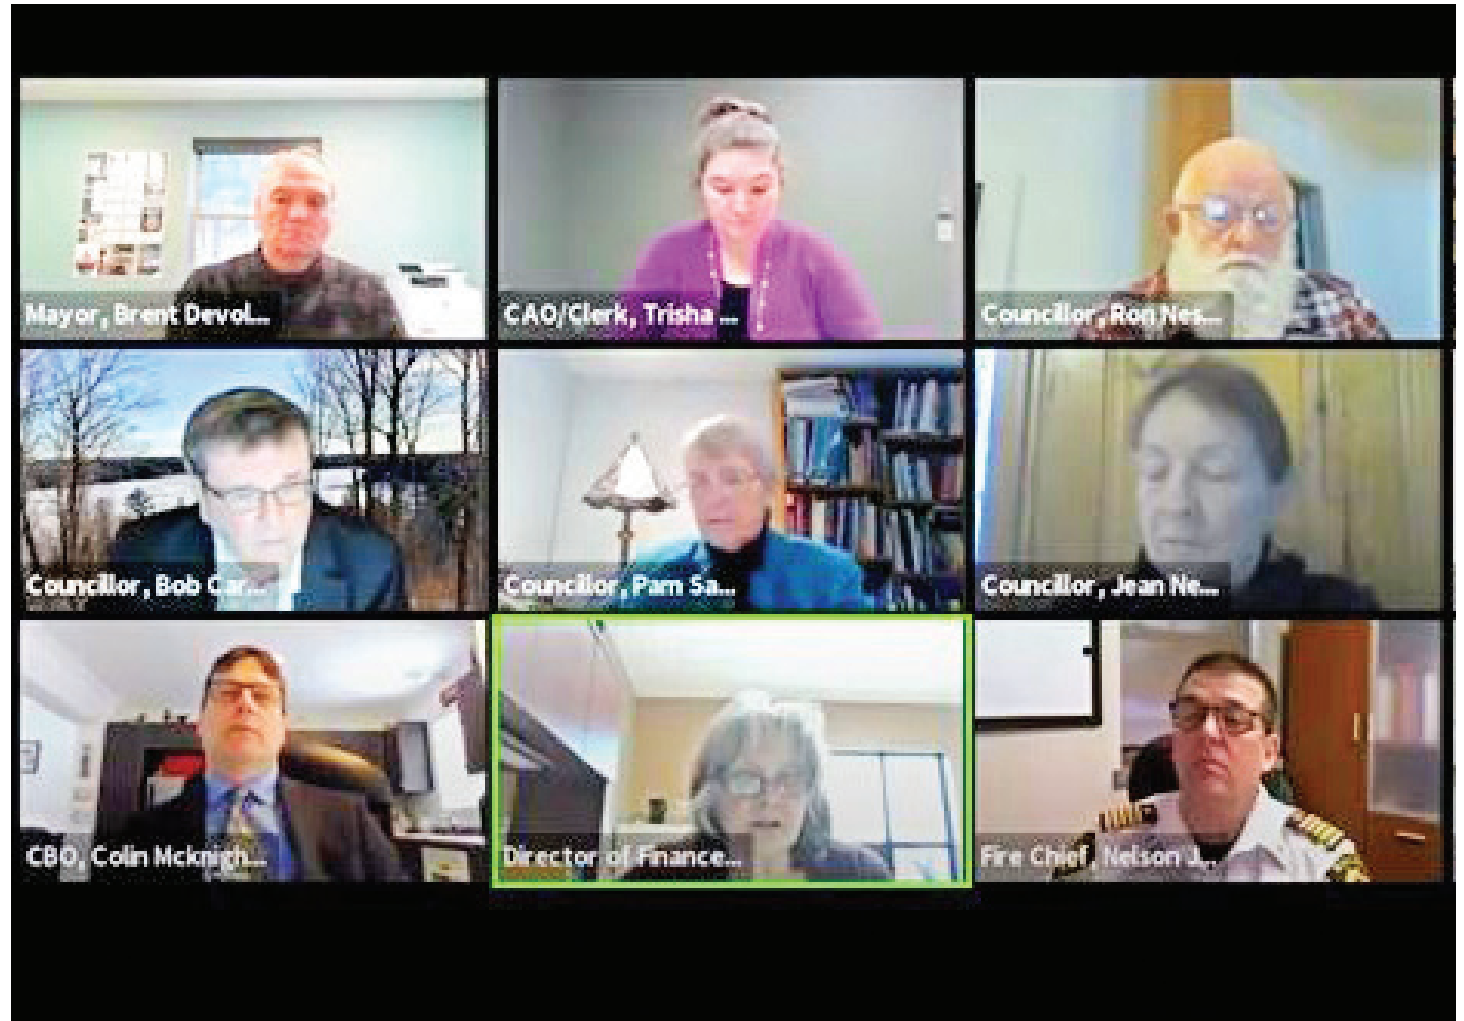 Mayor, Brent Devol...
CAO/Clerk, Trisha ...
Councillor, Ron Nes...
Councillor, Bob Car...
Councillor, Pam Sa...
Councillor, Jean Ne...
CBO, Colin Mcknigh...
Director of Finance...
Fire Chief, Nelson J...